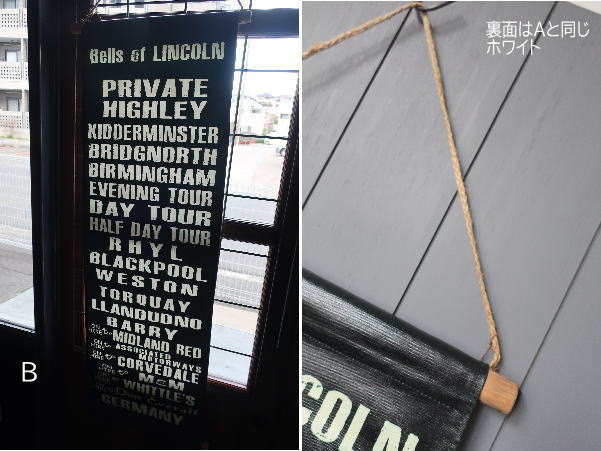 Bells of LINCOLN
PRIVATE
HIGHLEY
KIDDERMINSTER
BRIDGNORTH
BIRMINGHAM
EVENING TOUR
DAY TOUR
HALF DAY TOUR
RHYL
BLACKPOOL
WESTON
TORQUAY
LLANDUDNO
BARRY
MIDLAND RED
ASSOCIATED
MOTORWAYS
CORVEDALE
M&M
WHITTLE'S
GERMANY
B
裏面はAと同じ
ホワイト
COLN